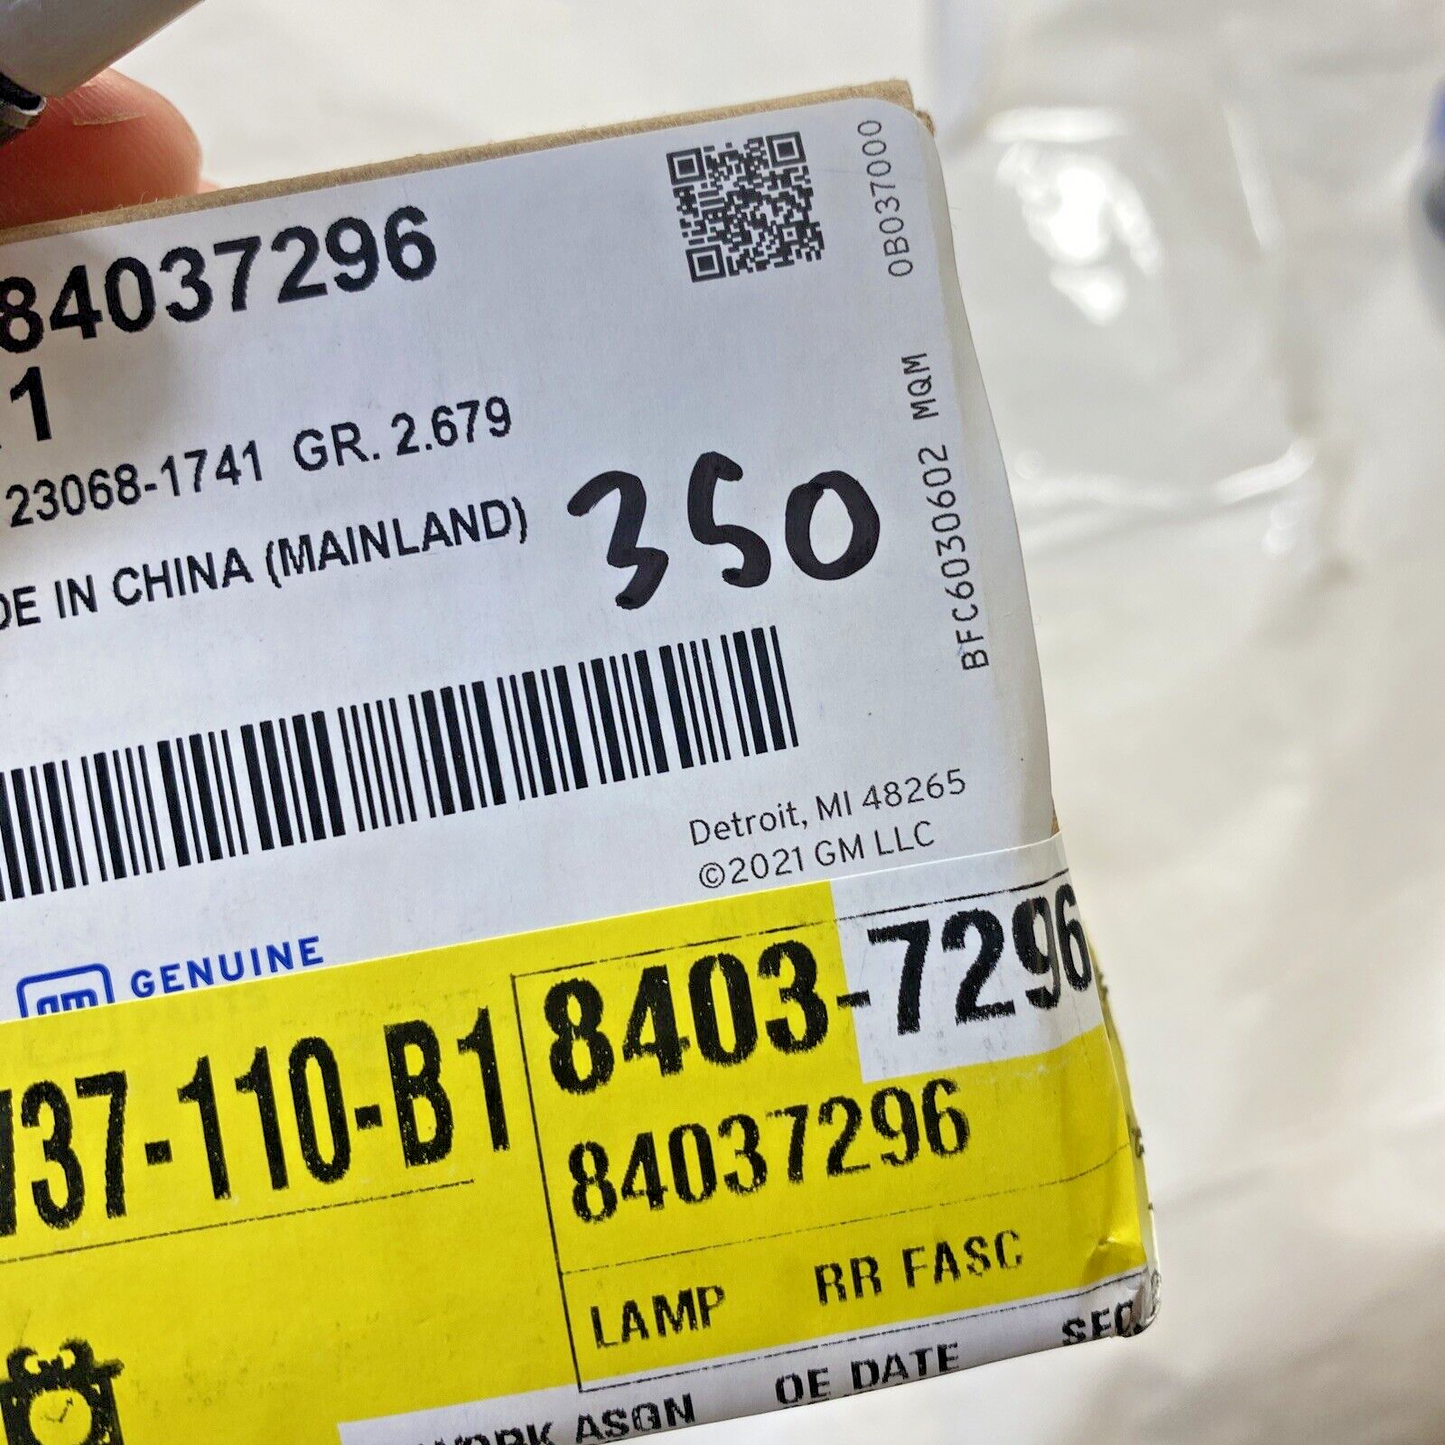 84037296
0B037000
1
23068-1741 GR. 2.679
350
DE IN CHINA (MAINLAND)
BFC6030602 MQM
Detroit, MI 48265
©2021 GM LLC
gm GENUINE
37-110-B1
8403-7296
84037296
LAMP RR FASC
ASGN OE DATE